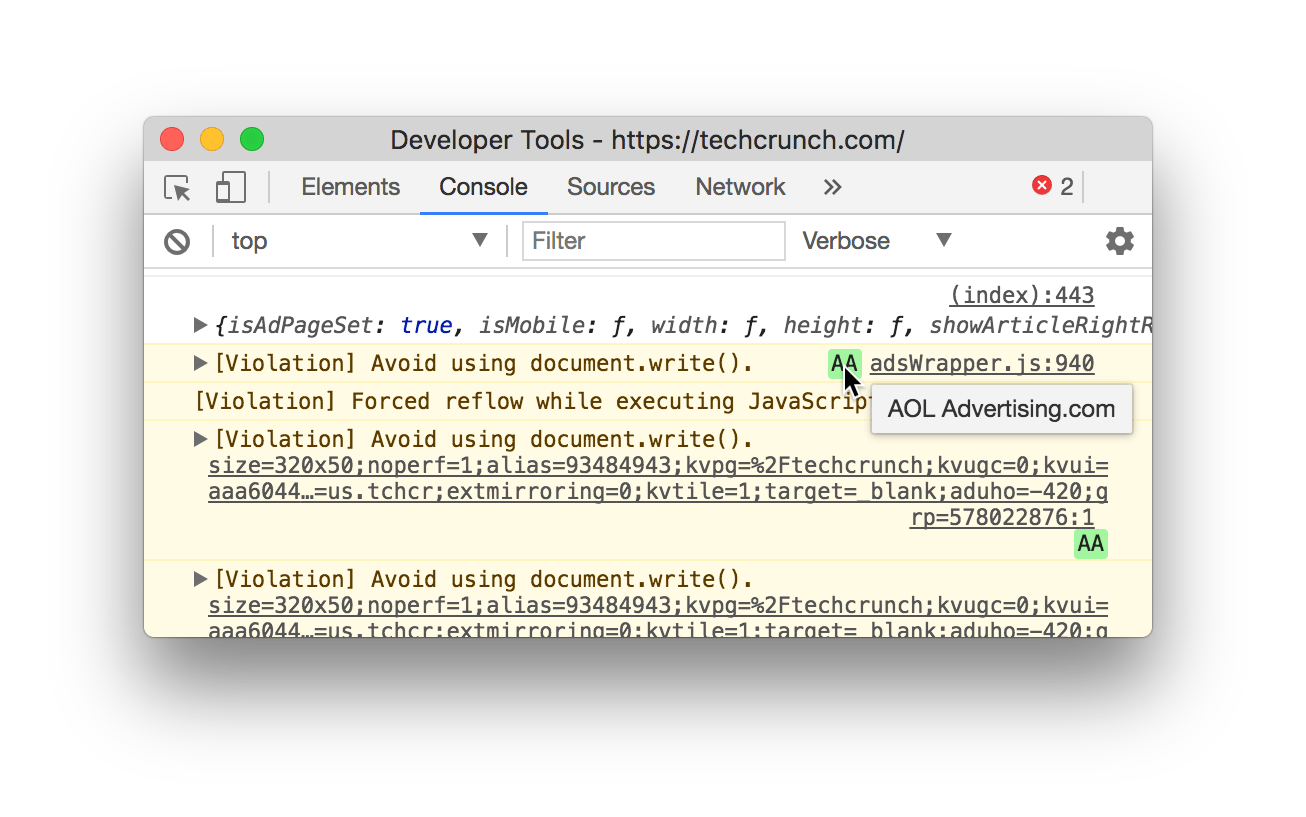 Developer Tools - https://techcrunch.com/
Elements Console Sources Network » 2
top Filter Verbose
(index):443
{isAdPageSet: true, isMobile: ƒ, width: ƒ, height: ƒ, showArticleRightR
[Violation] Avoid using document.write(). AA adsWrapper.js:940
[Violation] Forced reflow while executing JavaScript
AOL Advertising.com
[Violation] Avoid using document.write().
size=320x50;noperf=1;alias=93484943;kvpg=%2Ftechcrunch;kvugc=0;kvui=
aaa6044…=us.tchcr;extmirroring=0;kvtile=1;target=_blank;aduho=-420;g
rp=578022876:1
AA
[Violation] Avoid using document.write().
size=320x50;noperf=1;alias=93484943;kvpg=%2Ftechcrunch;kvugc=0;kvui=
aaa6044…=us.tchcr;extmirroring=0;kvtile=1;target=_blank;aduho=-420;g